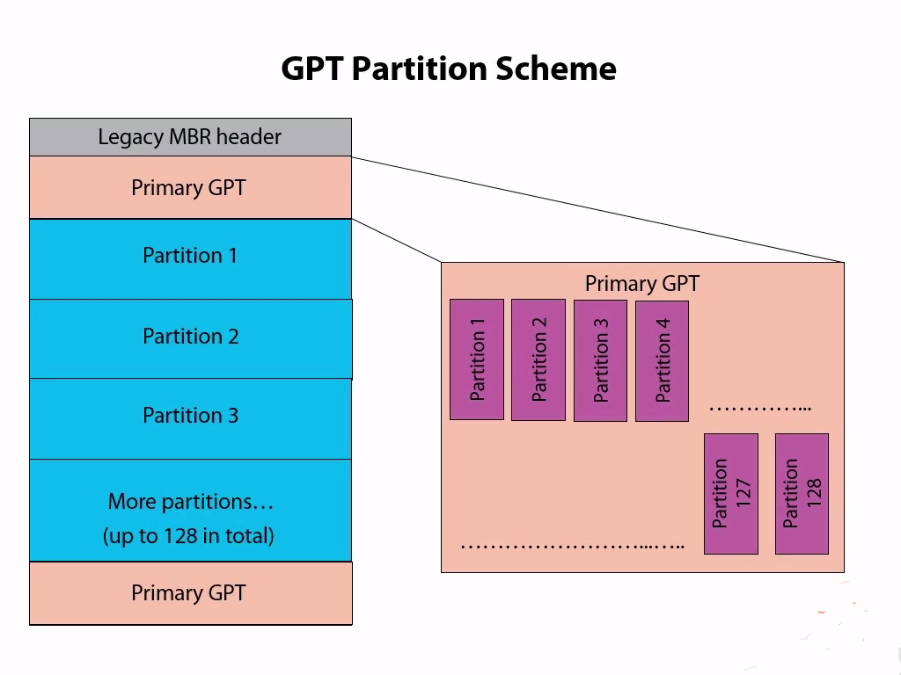 GPT Partition Scheme
Legacy MBR header
Primary GPT
Partition 1
Partition 2
Partition 3
More partitions…
(up to 128 in total)
Primary GPT
Primary GPT
Partition 1
Partition 2
Partition 3
Partition 4
…………....
Partition
127
Partition
128
……………………...…..